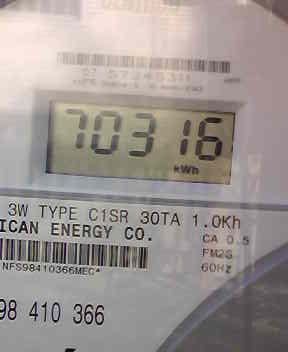 70316
kWh
3W TYPE C1SR 30TA 1.0Kh
ICAN ENERGY CO.
CA 0.5
FM2S
60HZ
NFS98410366MEC*
98 410 366